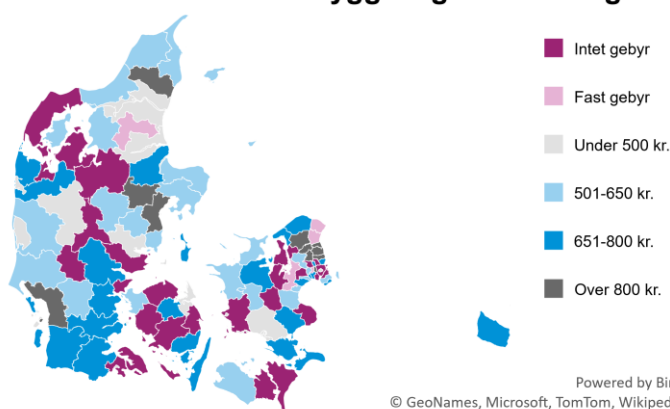 Intet gebyr
Fast gebyr
Under 500 kr.
501-650 kr.
651-800 kr.
Over 800 kr.
Powered by
© GeoNames, Microsoft, TomTom,